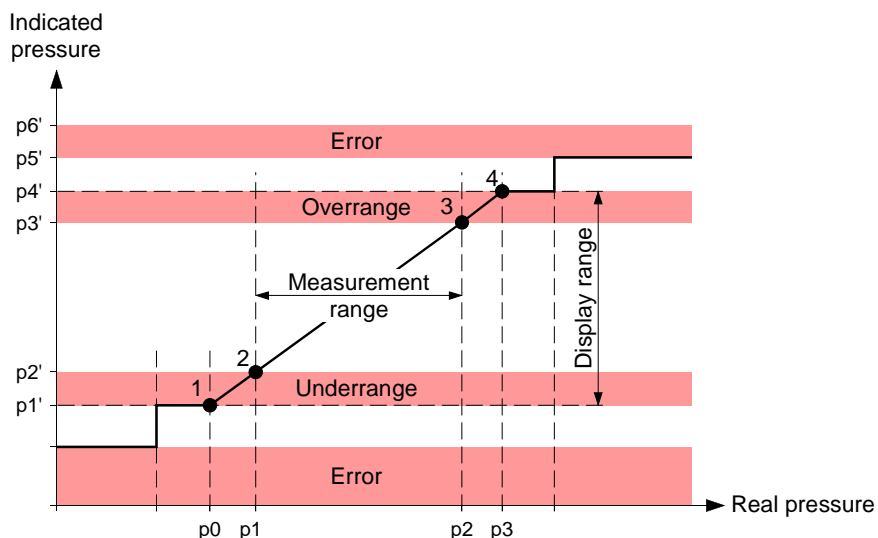 Indicated
pressure
p6'
Error
p5'
p4'
4
Overrange
3
p3'
Measurement
range
Display range
2
p2'
1
Underrange
p1'
Error
Real pressure
p0 p1 p2 p3